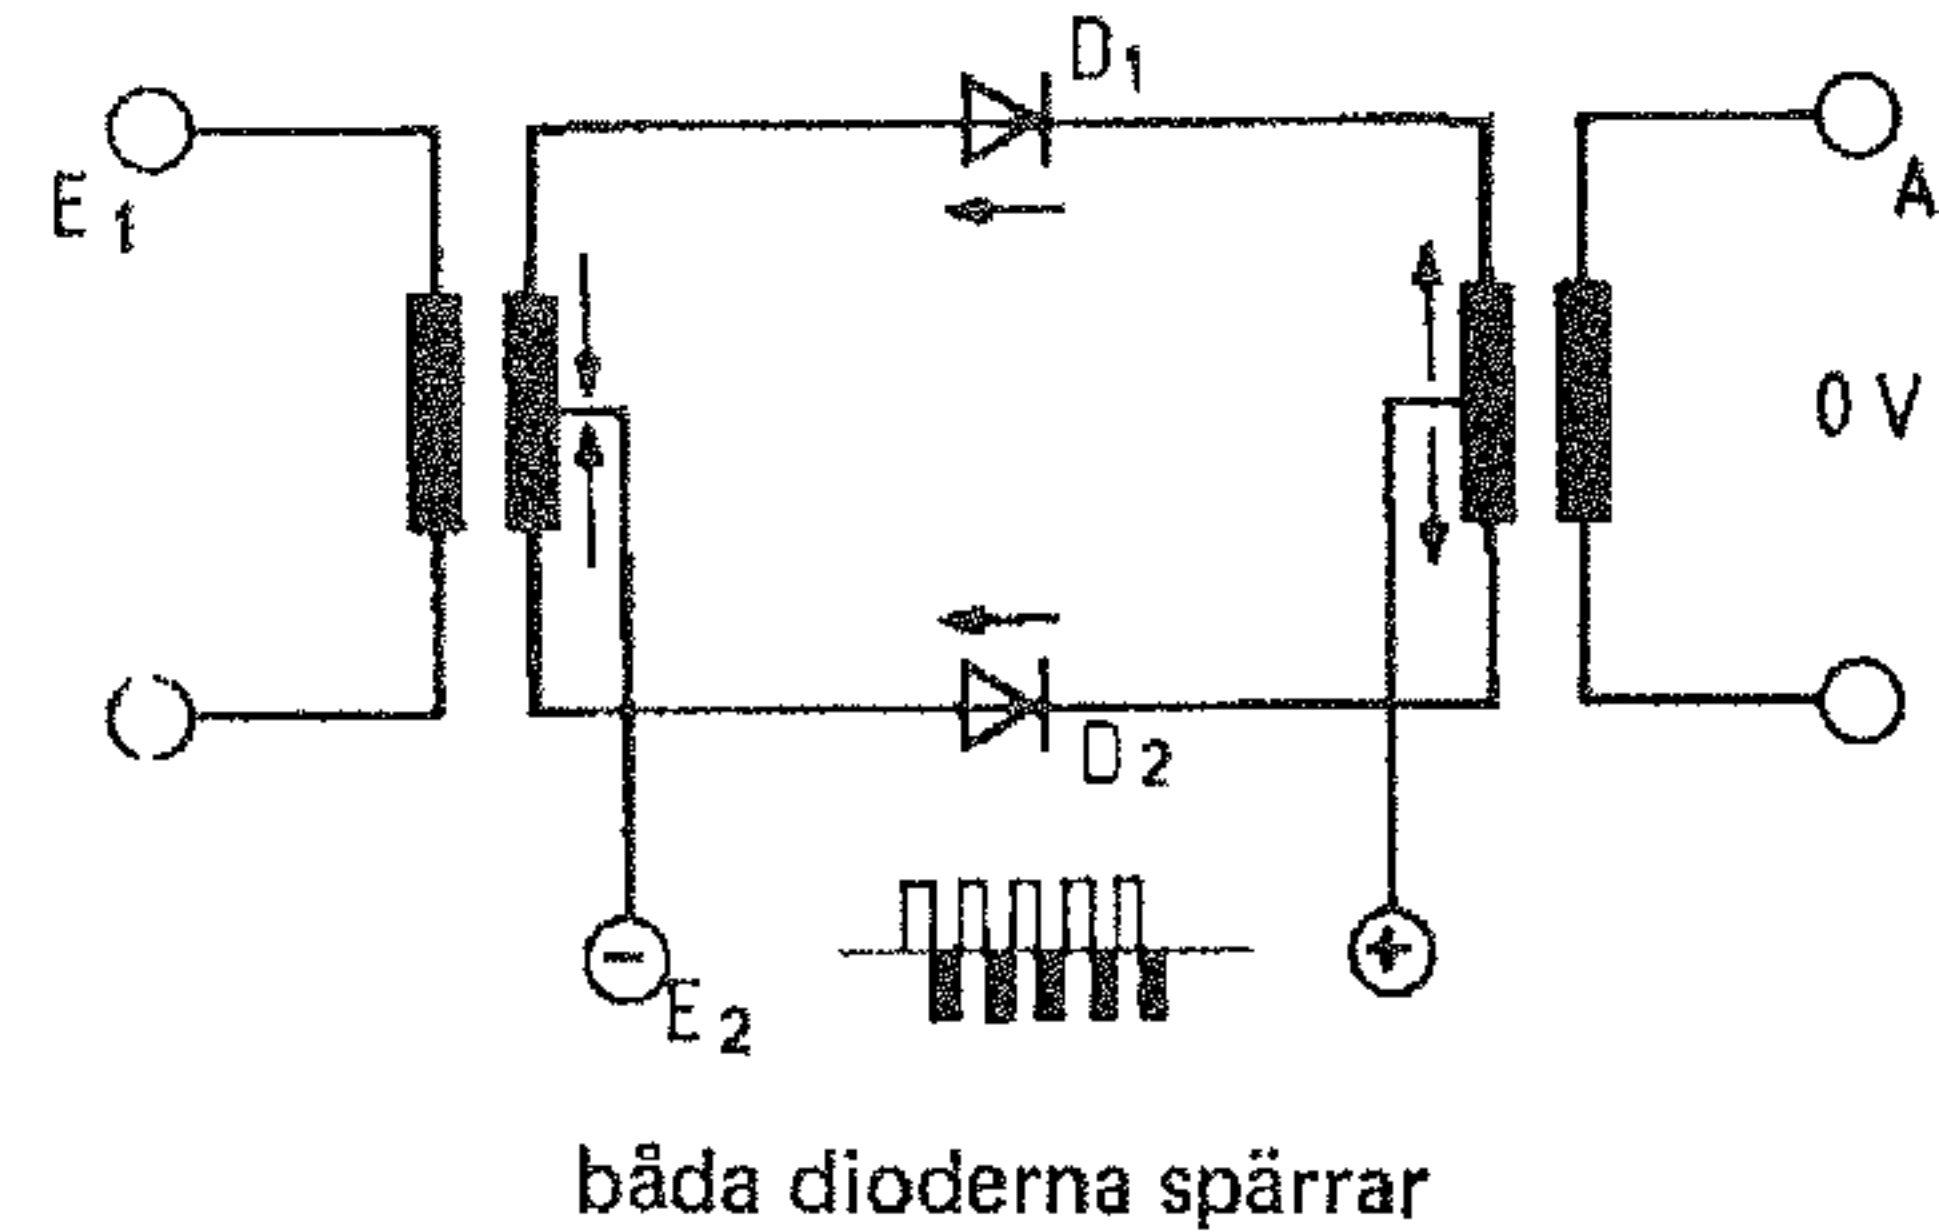 D1
E1
A
0 V
D2
−
+
E2
båda dioderna spärrar